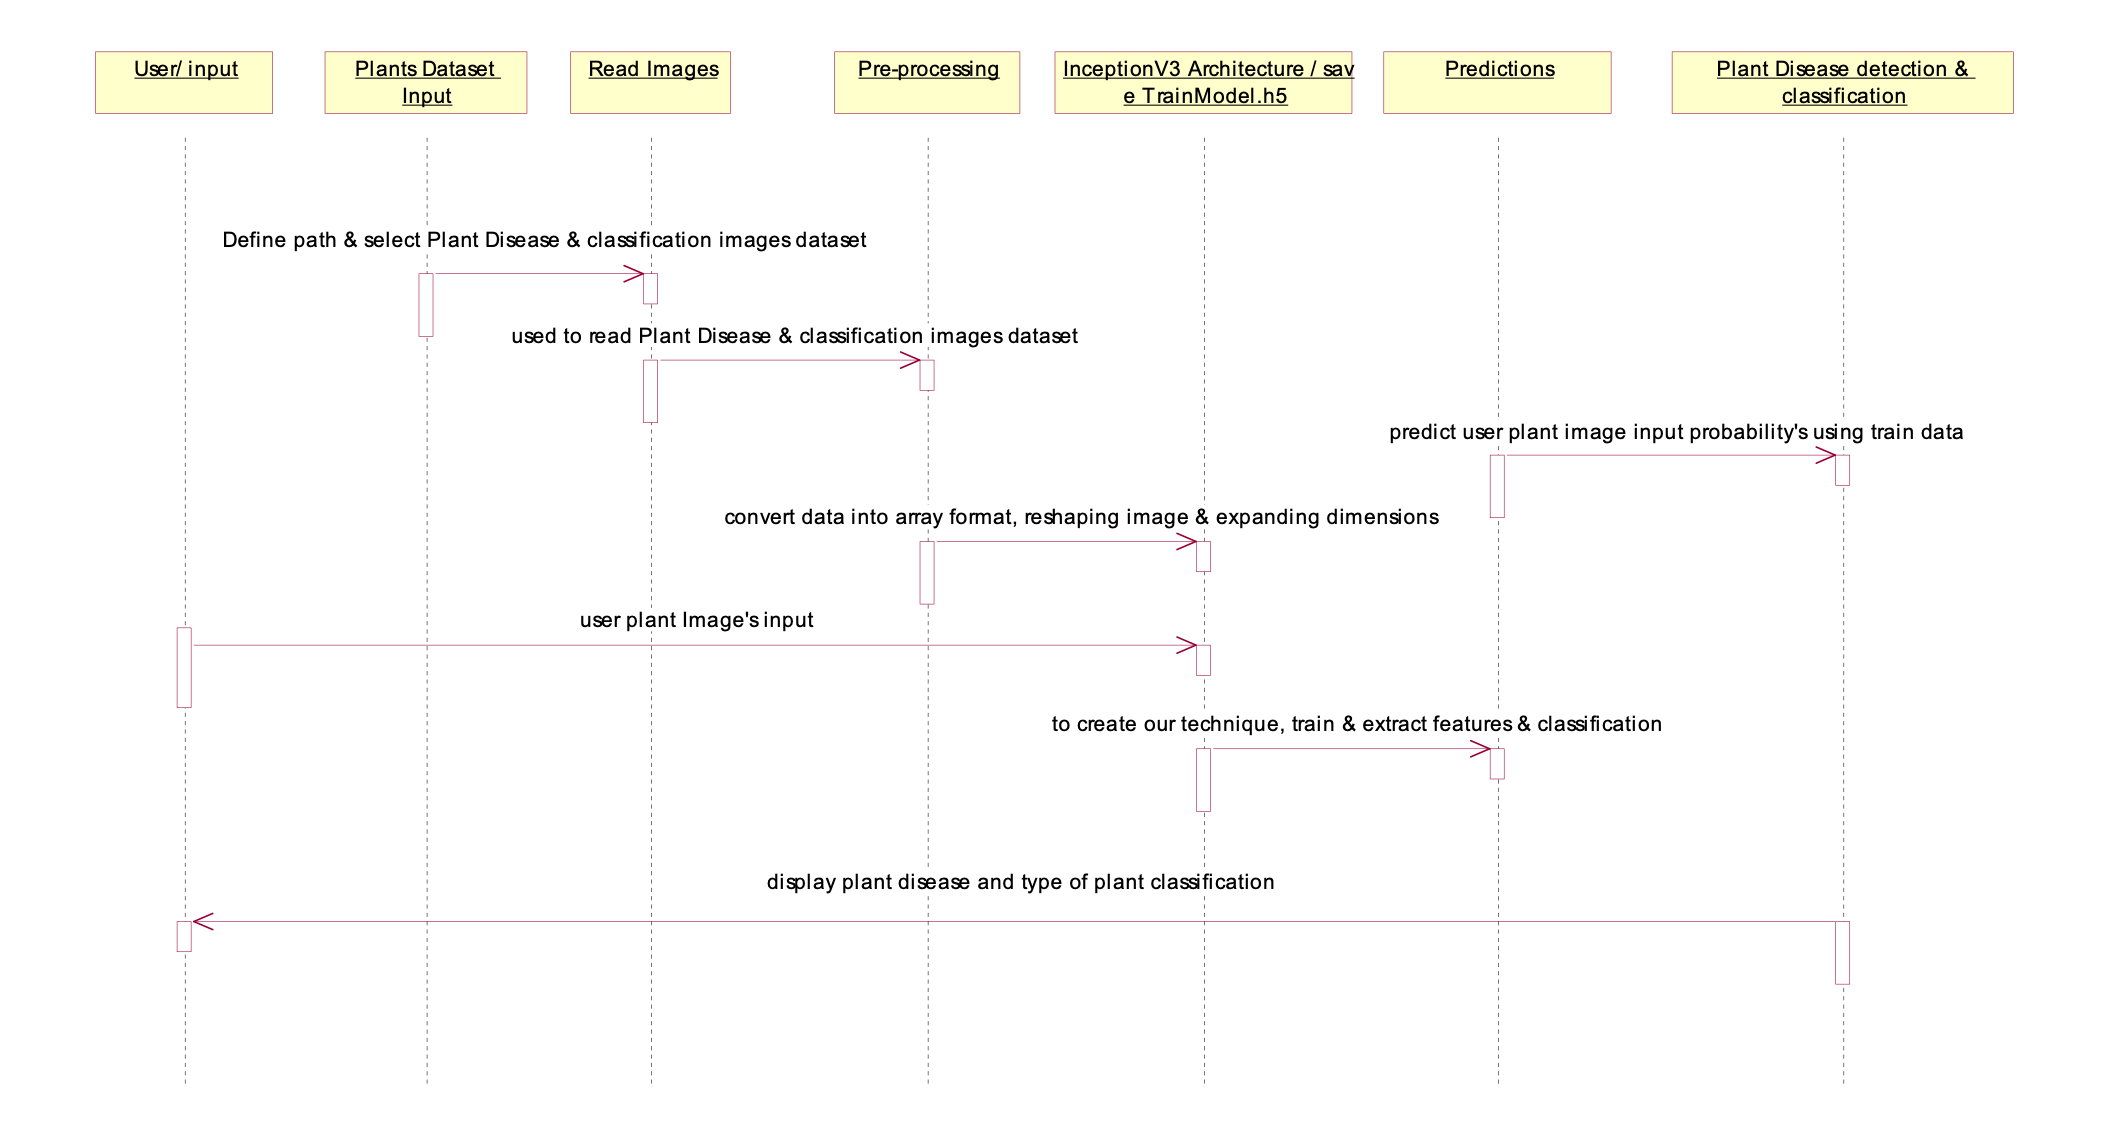 User/ input
Plants Dataset
Input
Read Images
Pre-processing
InceptionV3 Architecture / sav
e TrainModel.h5
Predictions
Plant Disease detection &
classification
Define path & select Plant Disease & classification images dataset
used to read Plant Disease & classification images dataset
predict user plant image input probability's using train data
convert data into array format, reshaping image & expanding dimensions
user plant Image's input
to create our technique, train & extract features & classification
display plant disease and type of plant classification